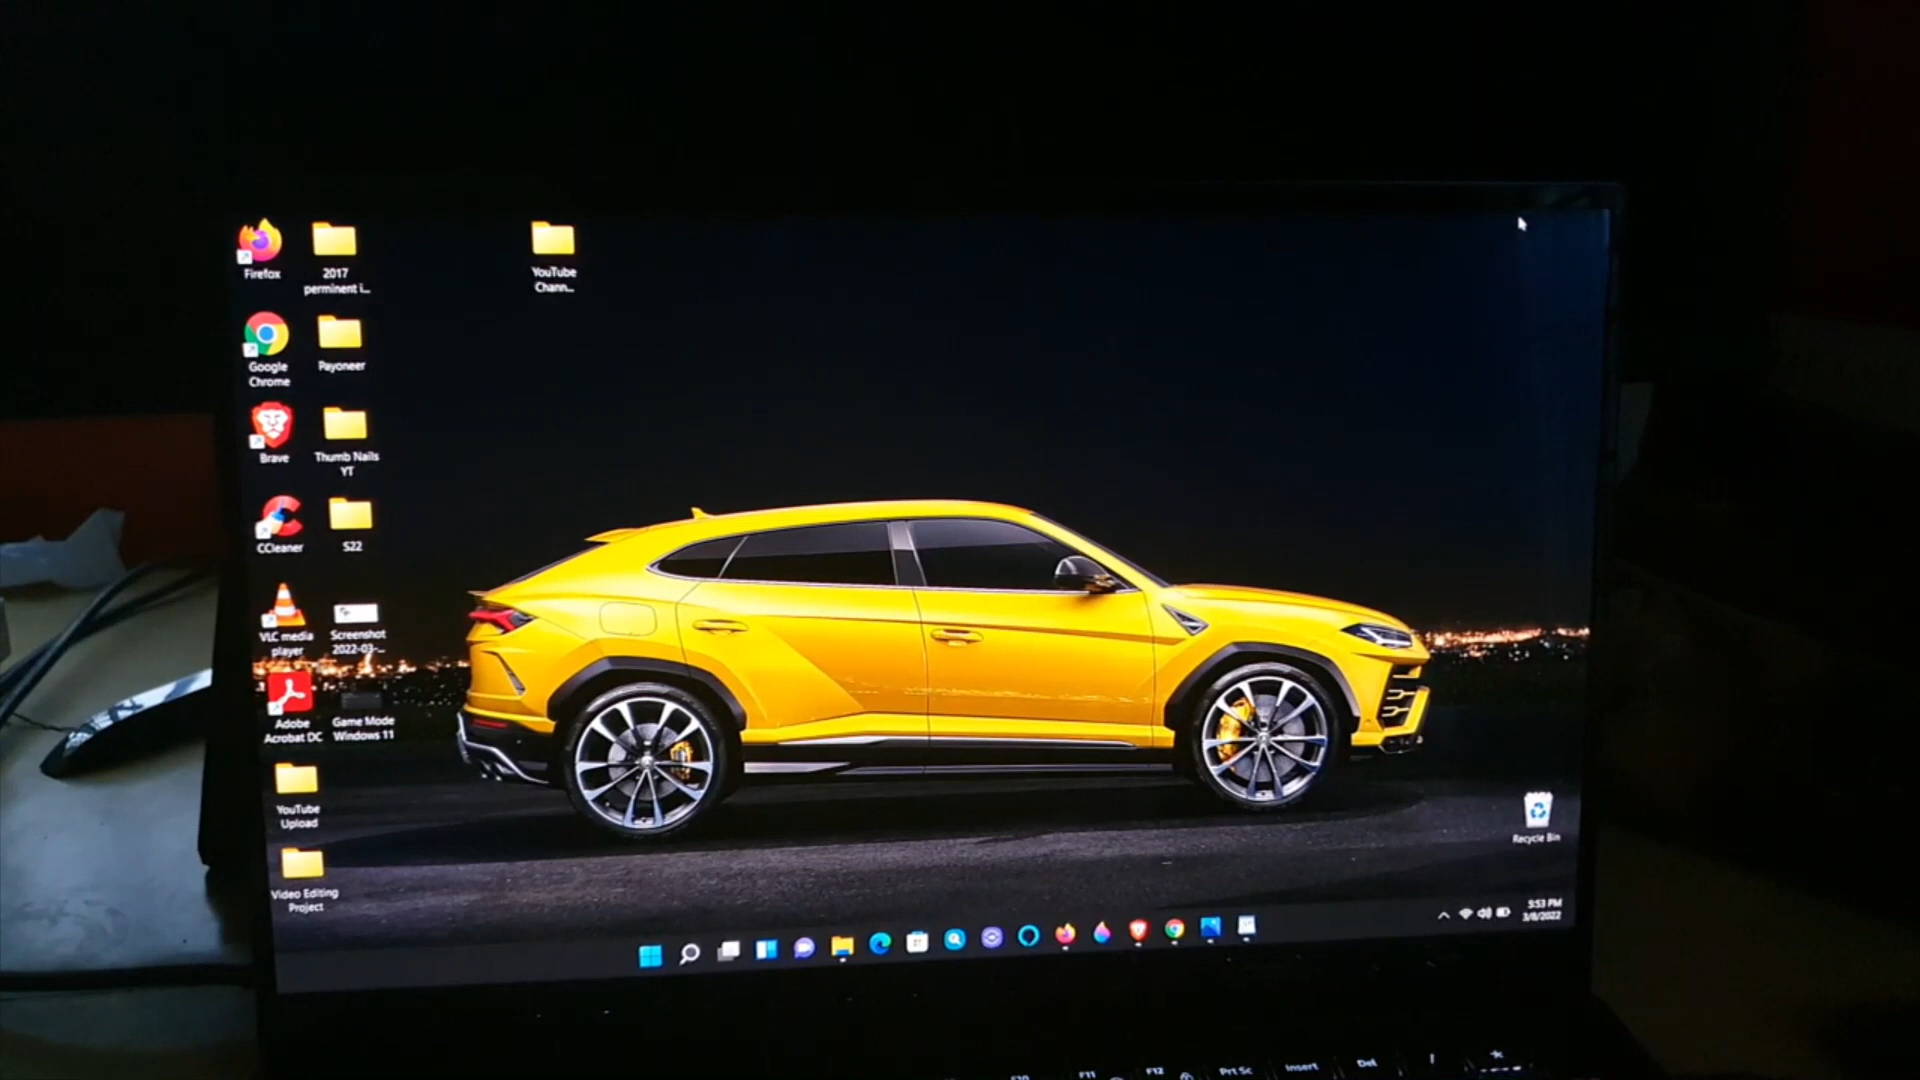 Firefox
2017
perminent i...
YouTube
Chann...
Google
Chrome
Payoneer
Brave
Thumb Nails
YT
CCleaner
S22
VLC media
player
Screenshot
2022-03-...
Adobe
Acrobat DC
Game Mode
Windows 11
YouTube
Upload
Video Editing
Project
Recycle Bin
5:53 PM
3/8/2022
F10
F11
F12
Prt Sc
Insert
Del